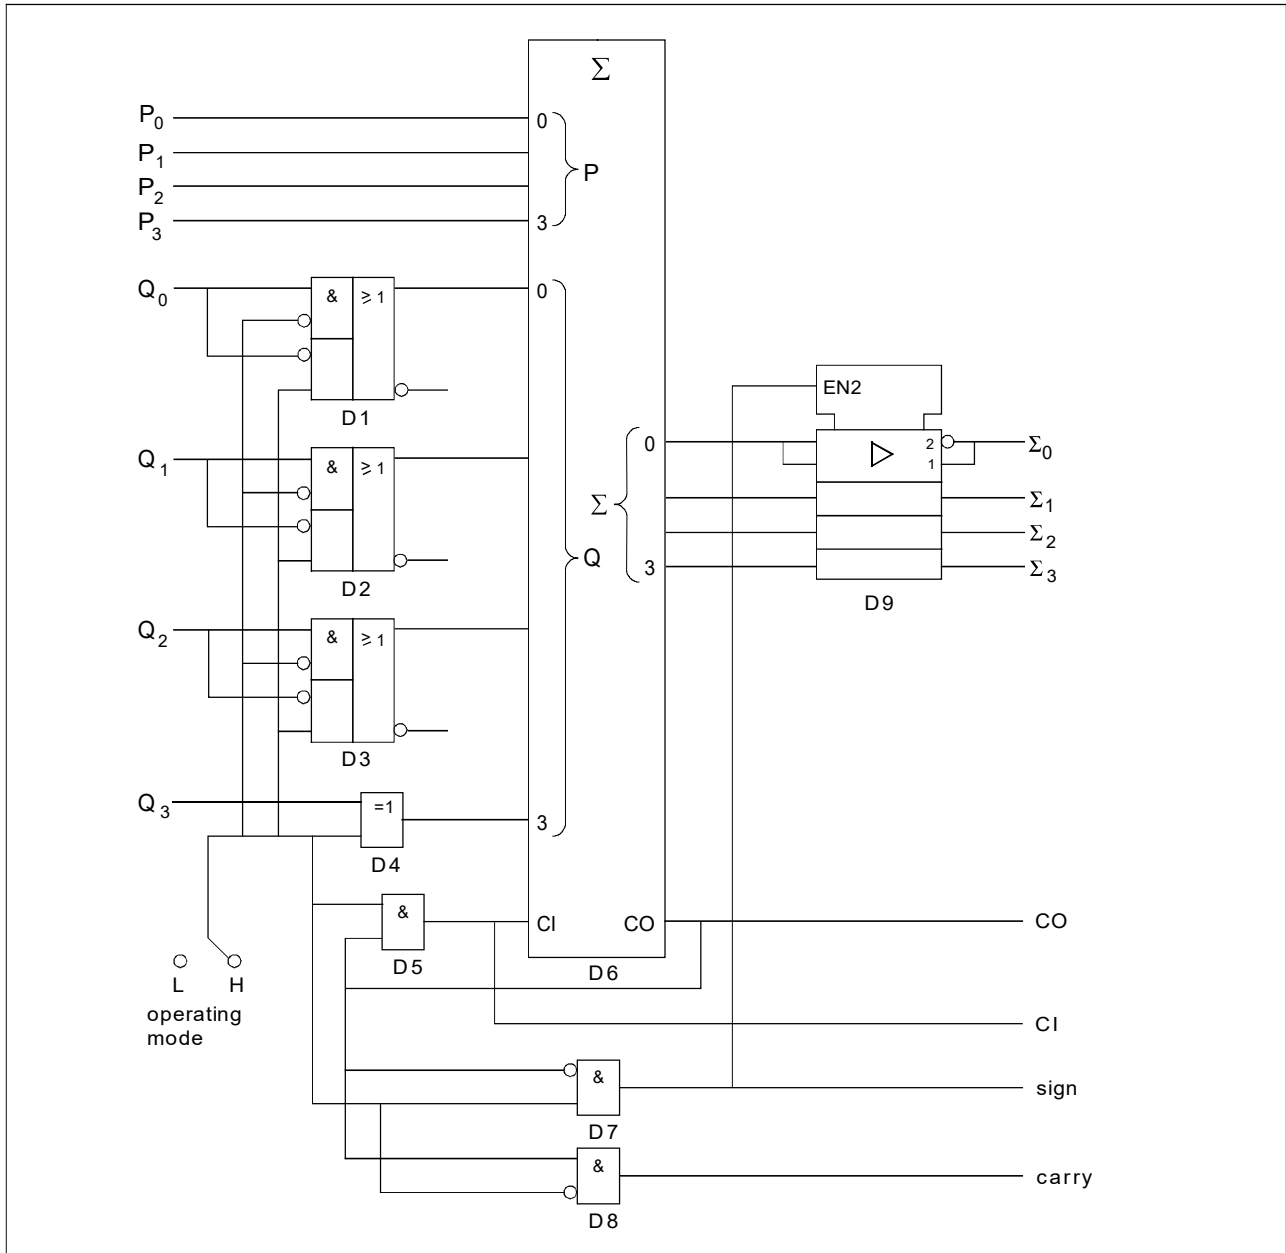 Σ
P0
0
P1
P
P2
P3
3
Q0
&
≥ 1
0
D1
EN2
Q1
&
≥ 1
0
2
Σ0
1
Σ
Σ1
Q
Σ2
3
Σ3
D2
D9
Q2
&
≥ 1
D3
Q3
=1
3
D4
&
CI
CO
CO
D5
D6
L
H
operating
mode
CI
&
sign
D7
&
carry
D8